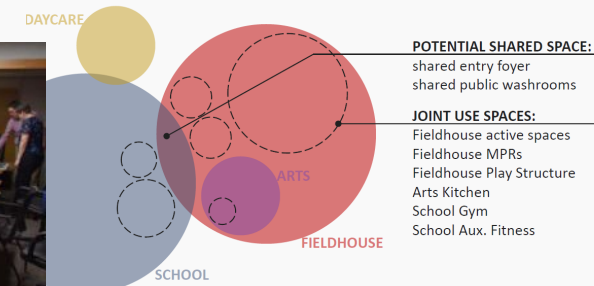 DAYCARE
POTENTIAL SHARED SPACE:
shared entry foyer
shared public washrooms
JOINT USE SPACES:
Fieldhouse active spaces
Fieldhouse MPRs
Fieldhouse Play Structure
Arts Kitchen
School Gym
School Aux. Fitness
ARTS
FIELDHOUSE
SCHOOL